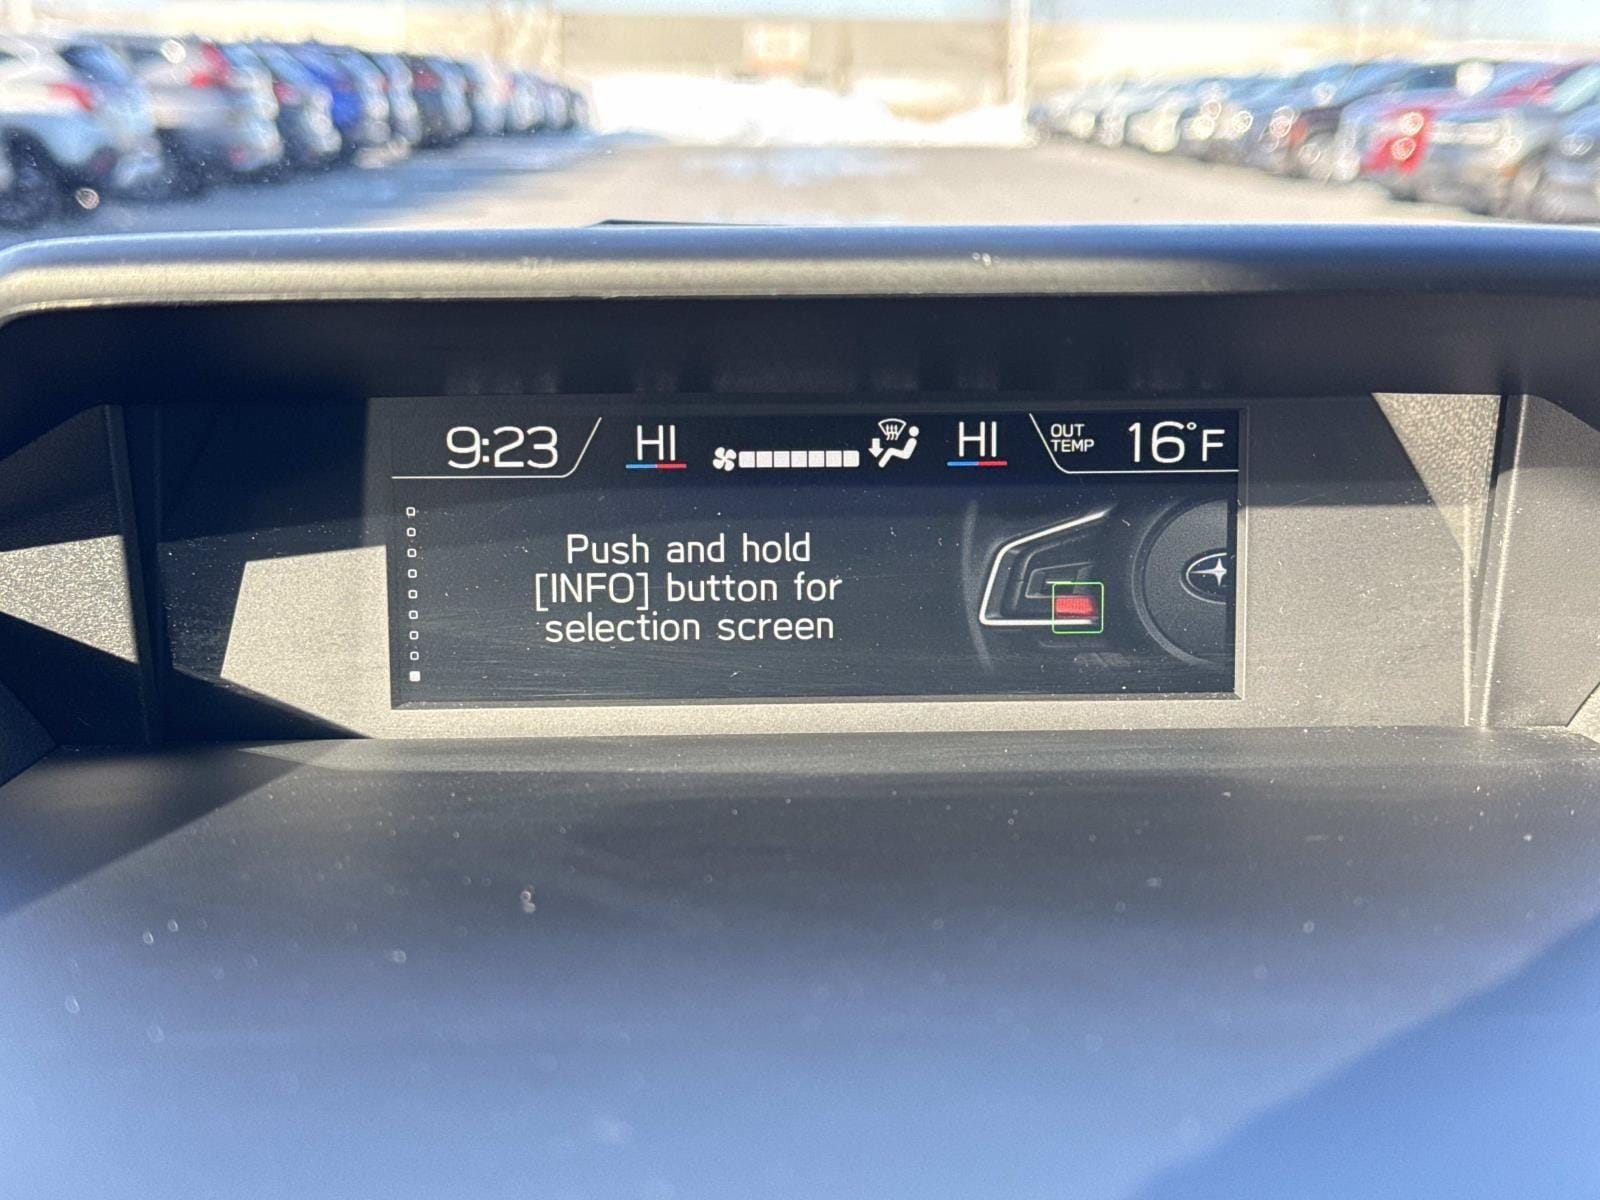 9:23 HI HI OUT TEMP 16°F
Push and hold
[INFO] button for
selection screen